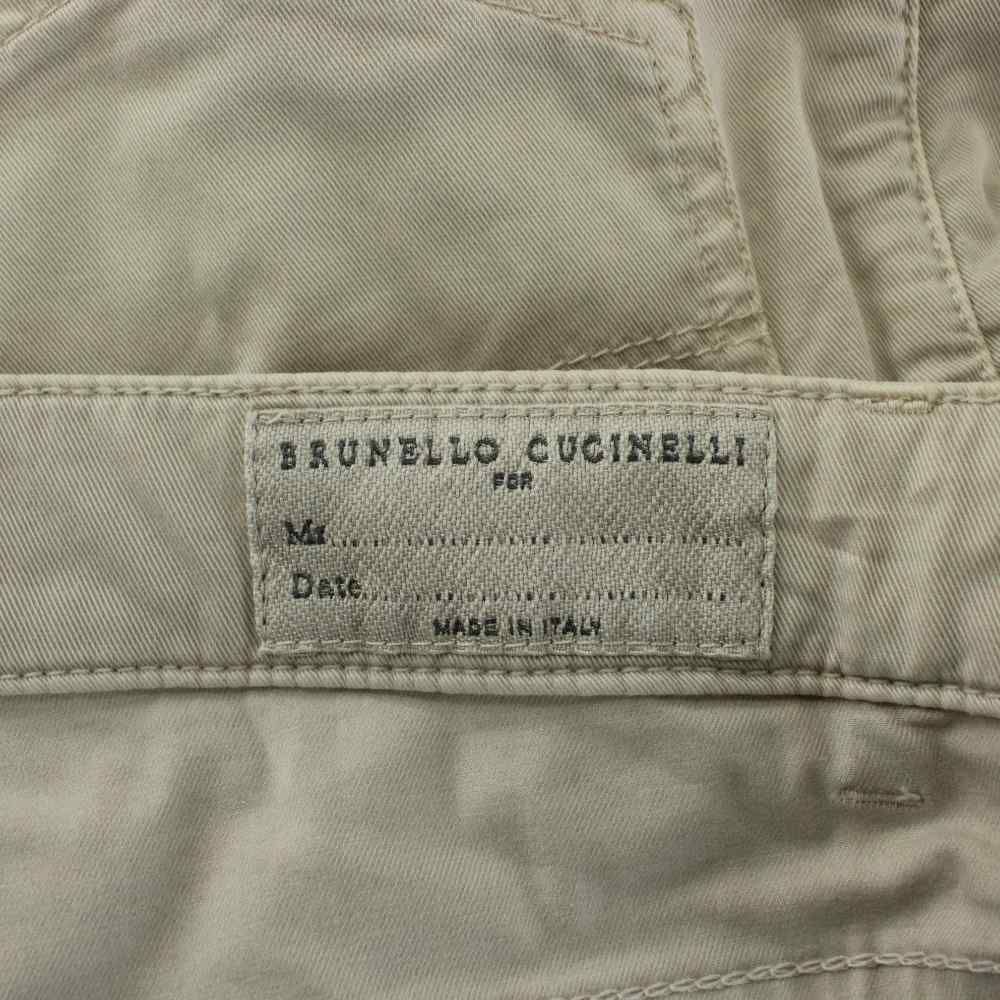 BRUNELLO CUCINELLI
FOR
Mr..............................
Date..............................
MADE IN ITALY